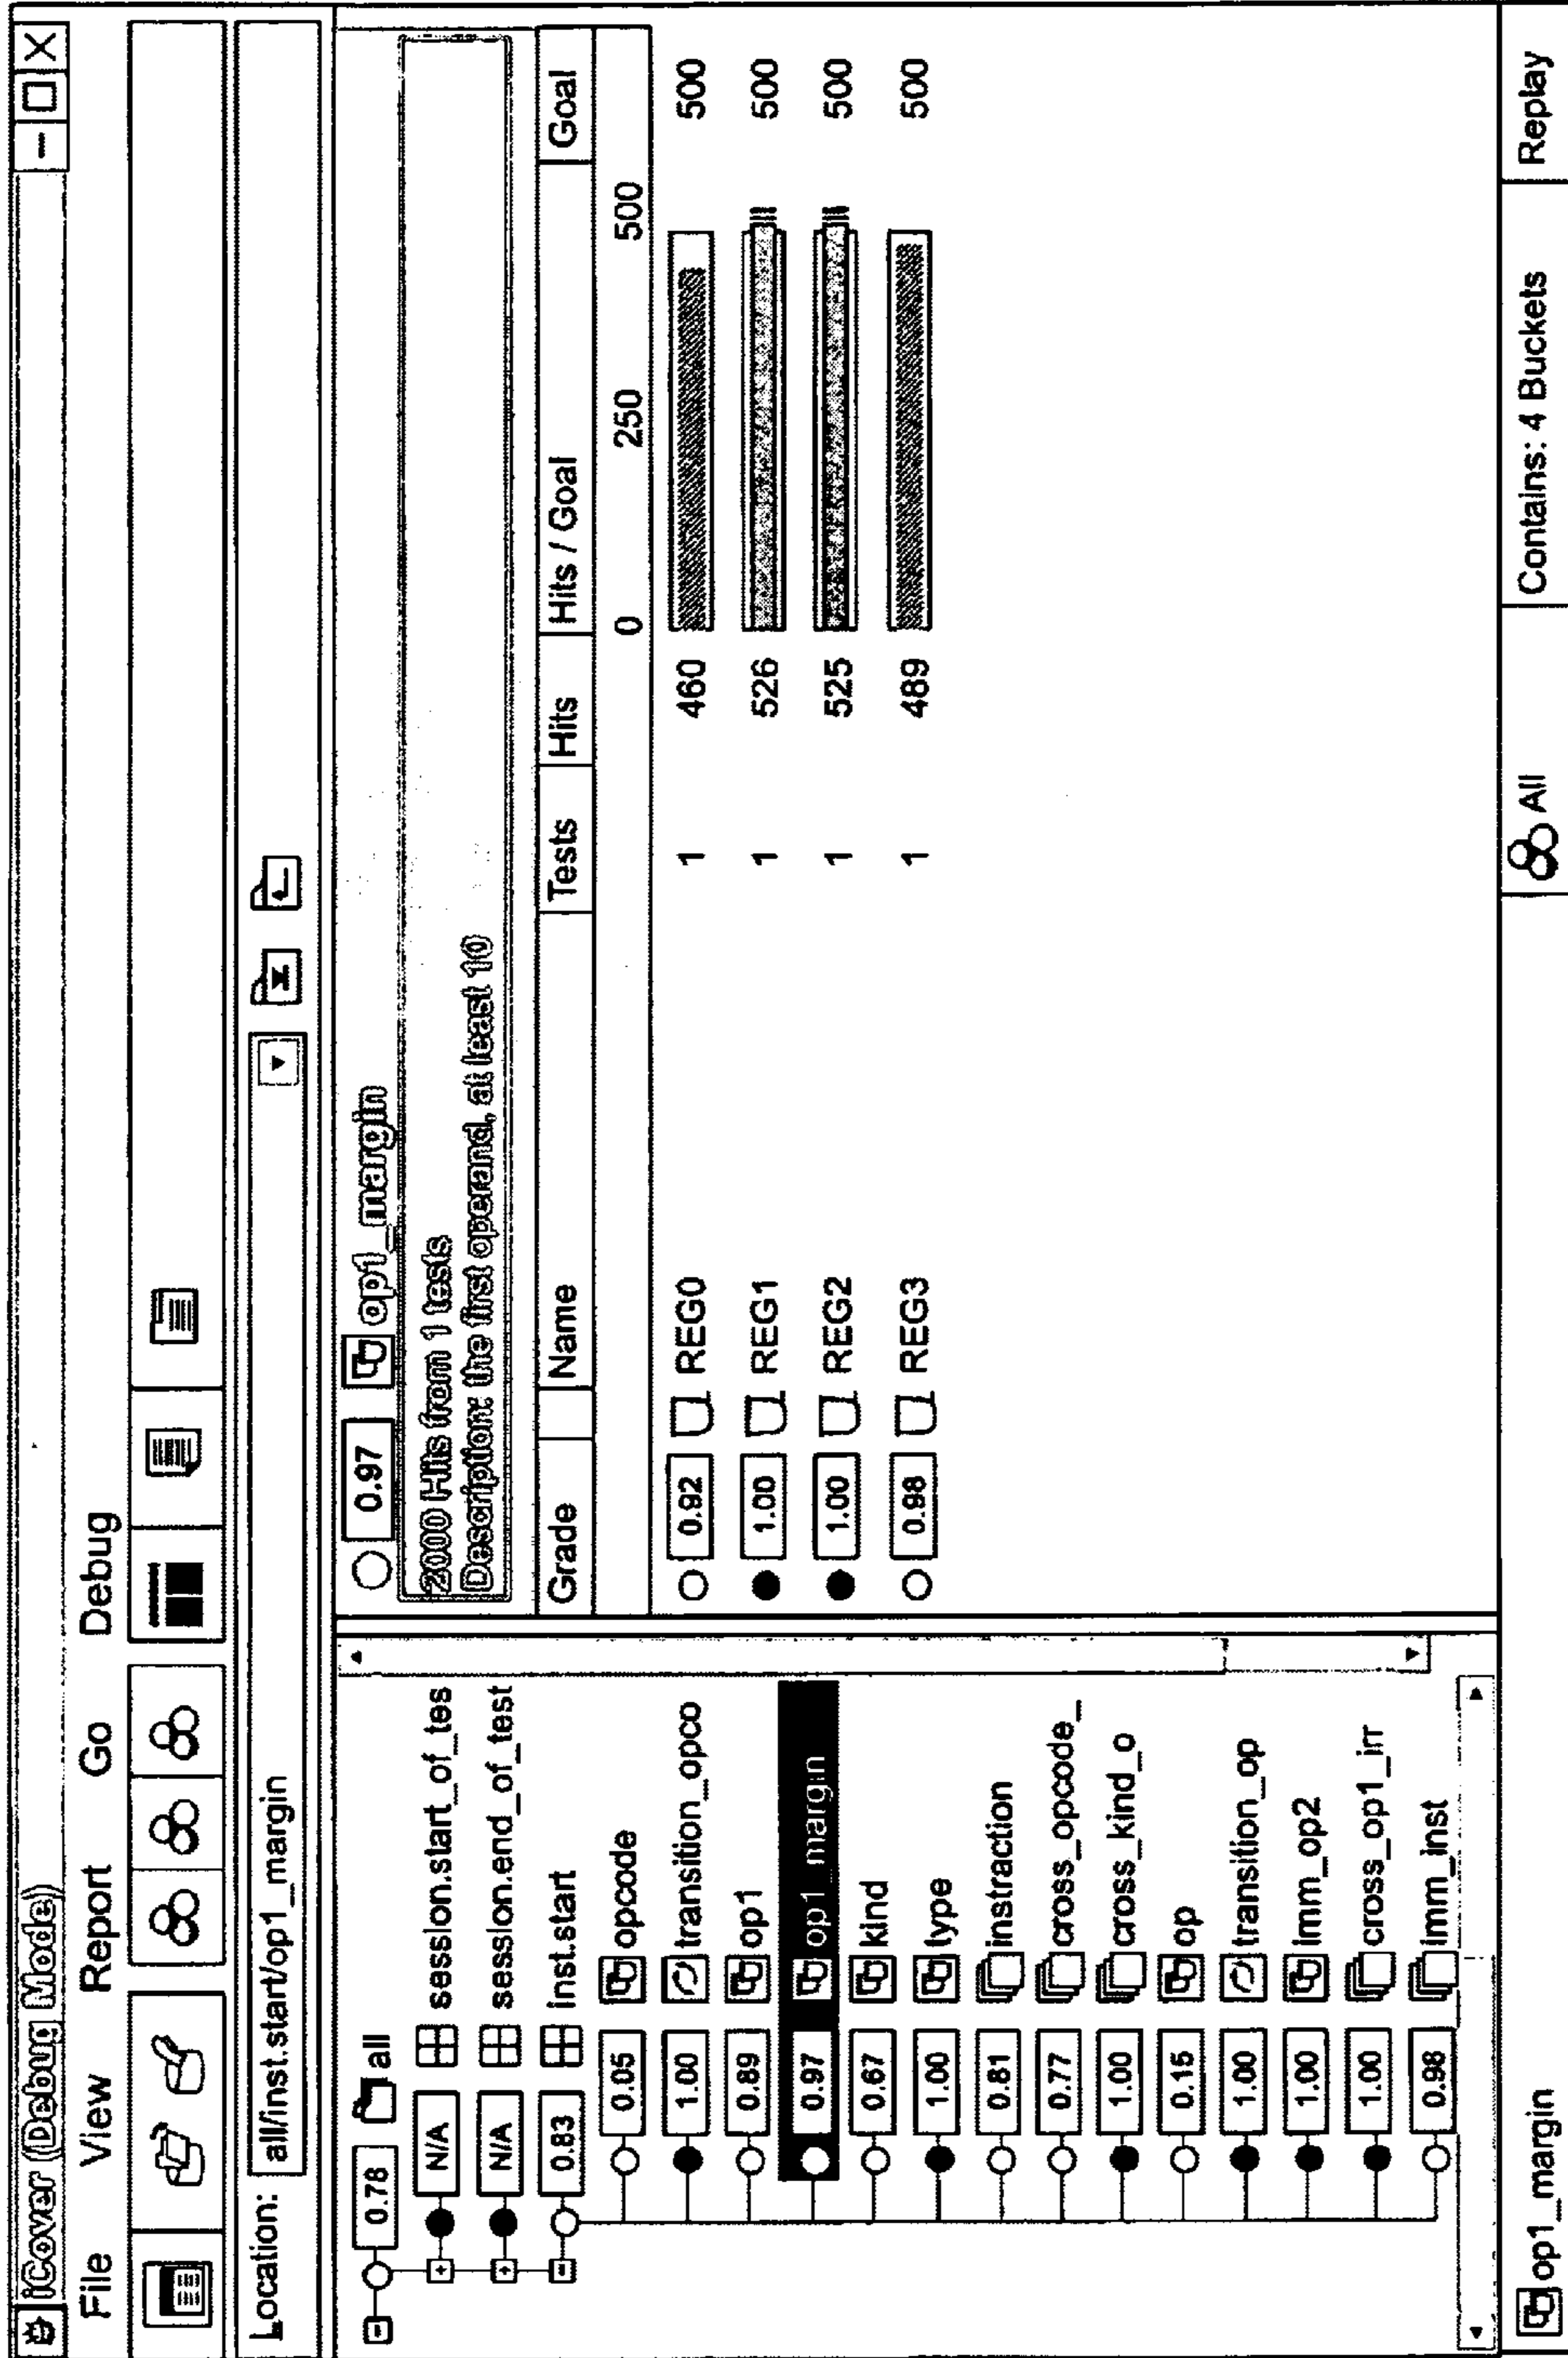 iCover (Debug Mode)
File View Report Go Debug
Location: all/inst.start/op1_margin
0.78 all
N/A session.start_of_tes
N/A session.end_of_test
0.83 inst.start
0.05 opcode
1.00 transition_opco
0.89 op1
0.97 op1_margin
0.67 kind
1.00 type
0.81 instraction
0.77 cross_opcode_
1.00 cross_kind_o
0.15 op
1.00 transition_op
1.00 imm_op2
1.00 cross_op1_irr
0.98 imm_inst
0.97 op1_margin
2000 Hits from 1 tests
Description: the first operand, at least 10
Grade Name Tests Hits Hits / Goal Goal
0 250 500
0.92 REG0 1 460 500
1.00 REG1 1 526 500
1.00 REG2 1 525 500
0.98 REG3 1 489 500
op1_margin All Contains: 4 Buckets Replay